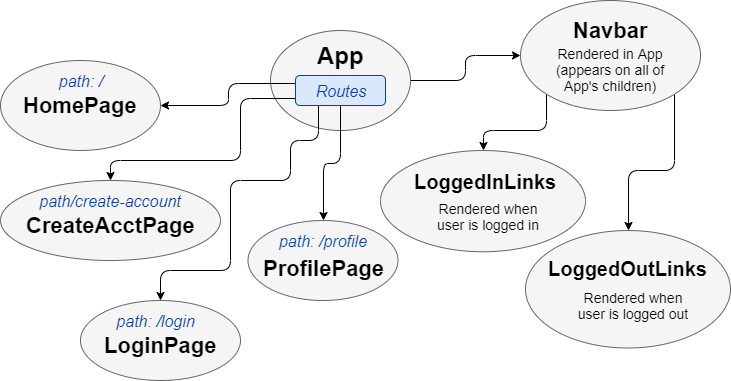 App
Routes
Navbar
Rendered in App
(appears on all of
App's children)
path: /
HomePage
path/create-account
CreateAcctPage
path: /login
LoginPage
path: /profile
ProfilePage
LoggedInLinks
Rendered when
user is logged in
LoggedOutLinks
Rendered when
user is logged out